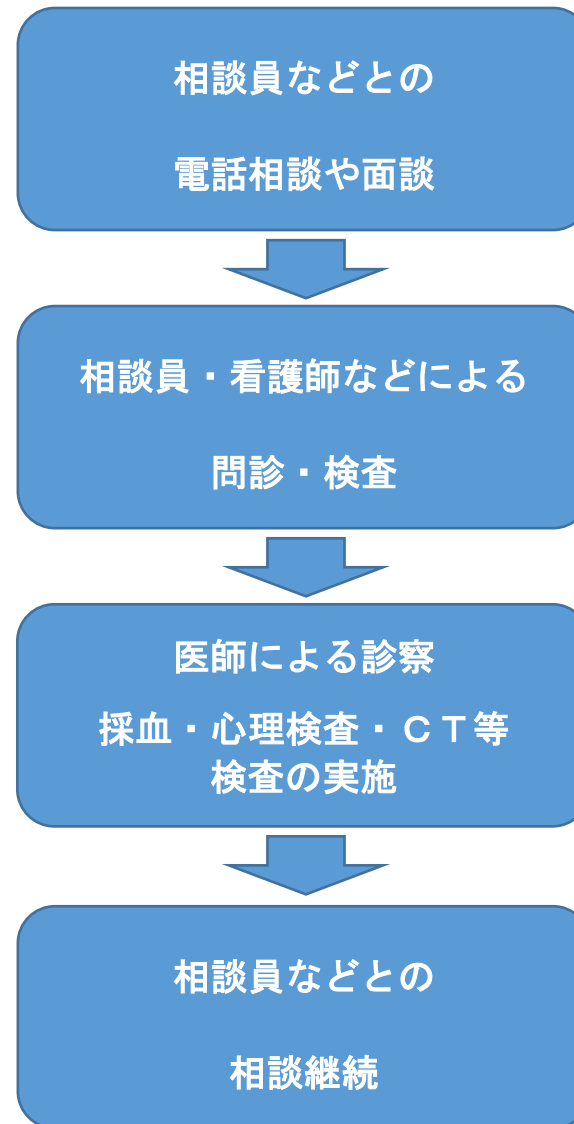 相談員などとの
電話相談や面談
相談員・看護師などによる
問診・検査
医師による診察
採血・心理検査・ＣＴ等
検査の実施
相談員などとの
相談継続